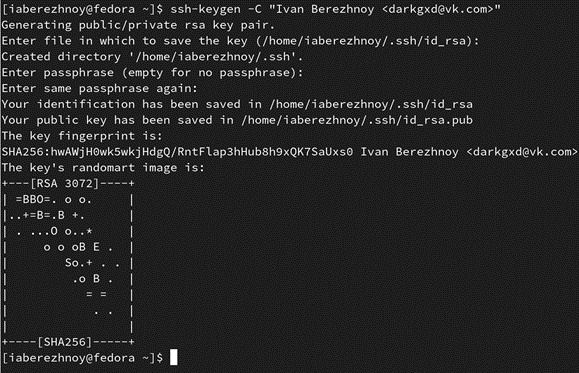 [iaberezhnoy@fedora ~]$ ssh-keygen -C "Ivan Berezhnoy <darkgxd@vk.com>"
Generating public/private rsa key pair.
Enter file in which to save the key (/home/iaberezhnoy/.ssh/id_rsa):
Created directory '/home/iaberezhnoy/.ssh'.
Enter passphrase (empty for no passphrase):
Enter same passphrase again:
Your identification has been saved in /home/iaberezhnoy/.ssh/id_rsa
Your public key has been saved in /home/iaberezhnoy/.ssh/id_rsa.pub
The key fingerprint is:
SHA256:hwAWjH0wk5wkjHdgQ/RntFlap3hHub8h9xQK7SaUxs0 Ivan Berezhnoy <darkgxd@vk.com>
The key's randomart image is:
+---[RSA 3072]----+
| =BBO=. o o.     |
|..+=B=.B +.      |
| . ...O o..*     |
|     o o oB E .  |
|        So.+ . . |
|         .o B .  |
|           = =   |
|            . .  |
|                 |
+----[SHA256]-----+
[iaberezhnoy@fedora ~]$